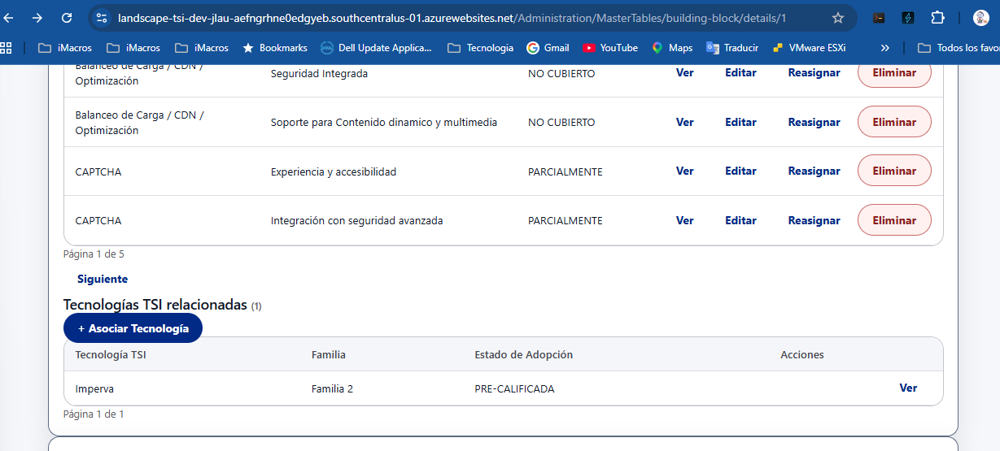 landscape-tsi-dev-jlau-aefngrhne0edgyeb.southcentralus-01.azurewebsites.net/Administration/MasterTables/building-block/details/1
iMacros iMacros iMacros Bookmarks Dell Update Applica... Tecnologia Gmail YouTube Maps Traducir VMware ESXi » Todos los favo
Balanceo de Carga / CDN /
Optimización Seguridad Integrada NO CUBIERTO Ver Editar Reasignar Eliminar
Balanceo de Carga / CDN /
Optimización Soporte para Contenido dinamico y multimedia NO CUBIERTO Ver Editar Reasignar Eliminar
CAPTCHA Experiencia y accesibilidad PARCIALMENTE Ver Editar Reasignar Eliminar
CAPTCHA Integración con seguridad avanzada PARCIALMENTE Ver Editar Reasignar Eliminar
Página 1 de 5
Siguiente
Tecnologías TSI relacionadas (1)
+ Asociar Tecnología
Tecnología TSI Familia Estado de Adopción Acciones
Imperva Familia 2 PRE-CALIFICADA Ver
Página 1 de 1